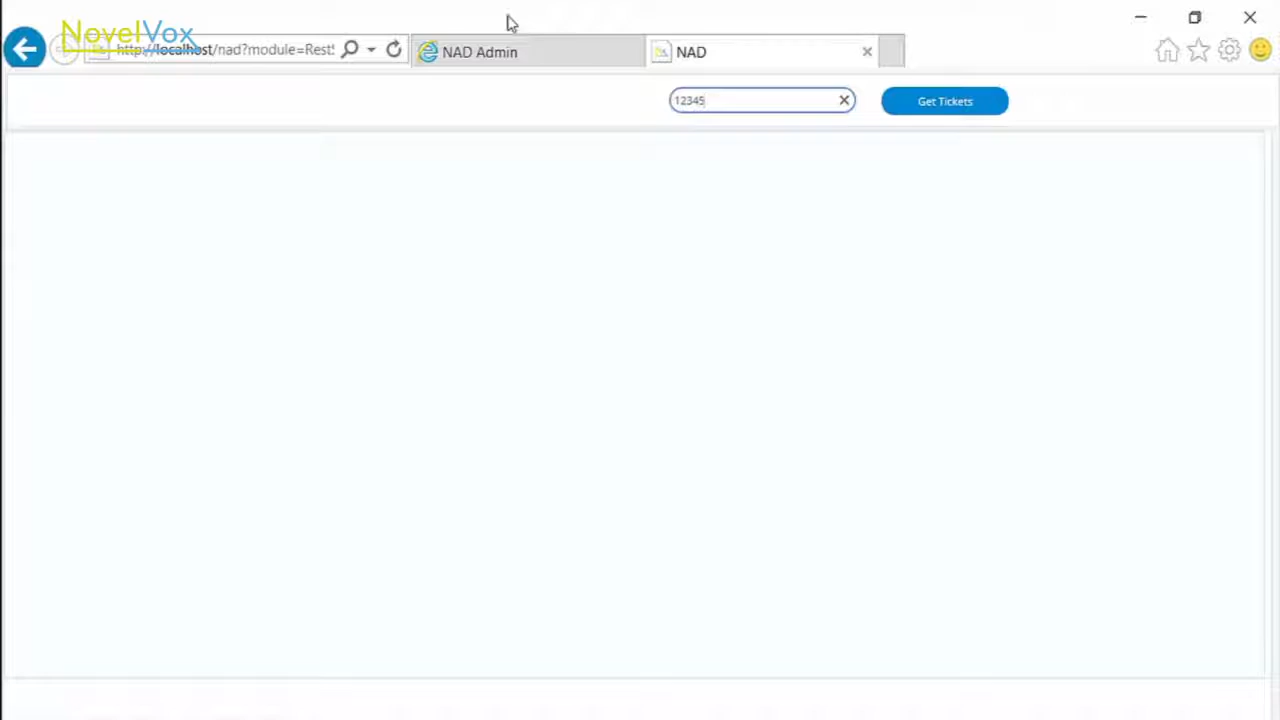 NovelVox
http://localhost/nad?module=Rest!
NAD Admin
NAD
12345
Get Tickets